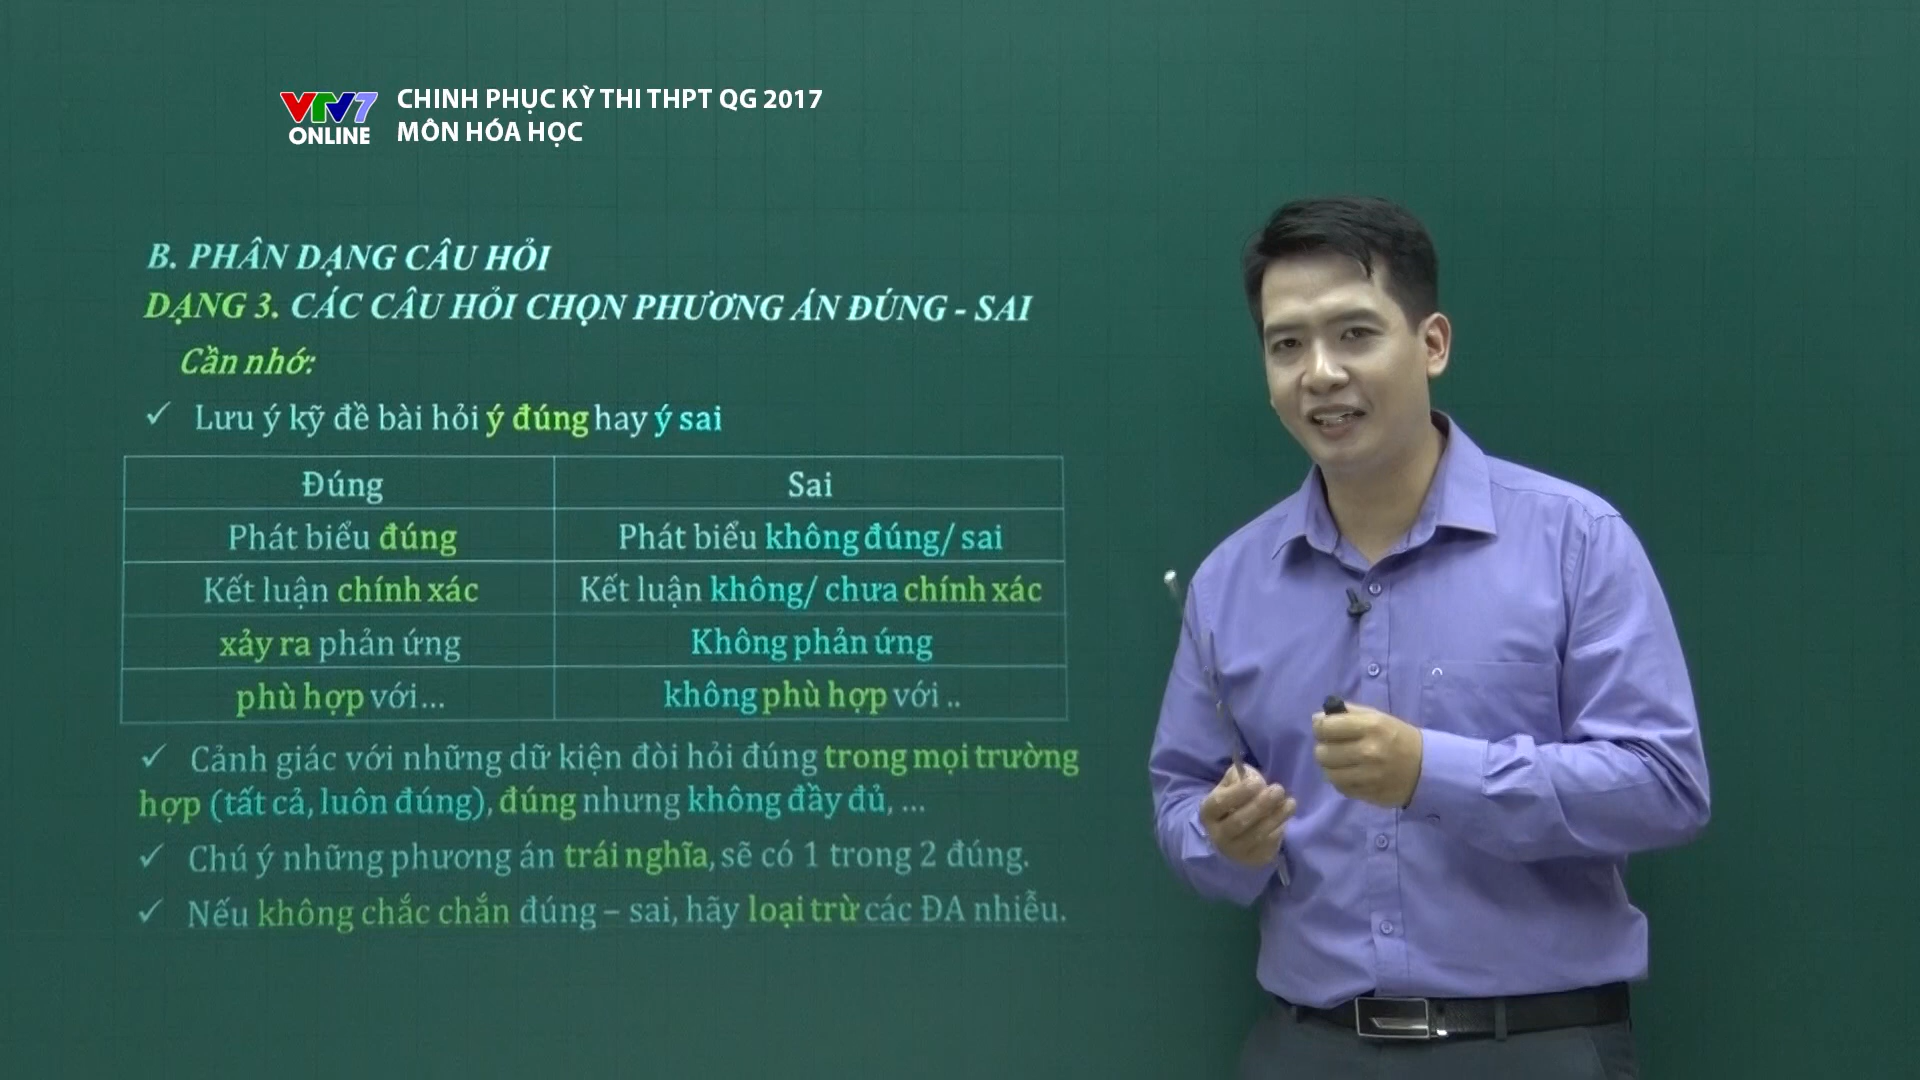 VTV7
ONLINE
CHINH PHỤC KỲ THI THPT QG 2017
MÔN HÓA HỌC
B. PHÂN DẠNG CÂU HỎI
DẠNG 3. CÁC CÂU HỎI CHỌN PHƯƠNG ÁN ĐÚNG - SAI
Cần nhớ:
✓ Lưu ý kỹ đề bài hỏi ý đúng hay ý sai
Đúng Sai
Phát biểu đúng Phát biểu không đúng/ sai
Kết luận chính xác Kết luận không/ chưa chính xác
xảy ra phản ứng Không phản ứng
phù hợp với... không phù hợp với ..
✓ Cảnh giác với những dữ kiện đòi hỏi đúng trong mọi trường
hợp (tất cả, luôn đúng), đúng nhưng không đầy đủ, ...
✓ Chú ý những phương án trái nghĩa, sẽ có 1 trong 2 đúng.
✓ Nếu không chắc chắn đúng – sai, hãy loại trừ các ĐA nhiễu.